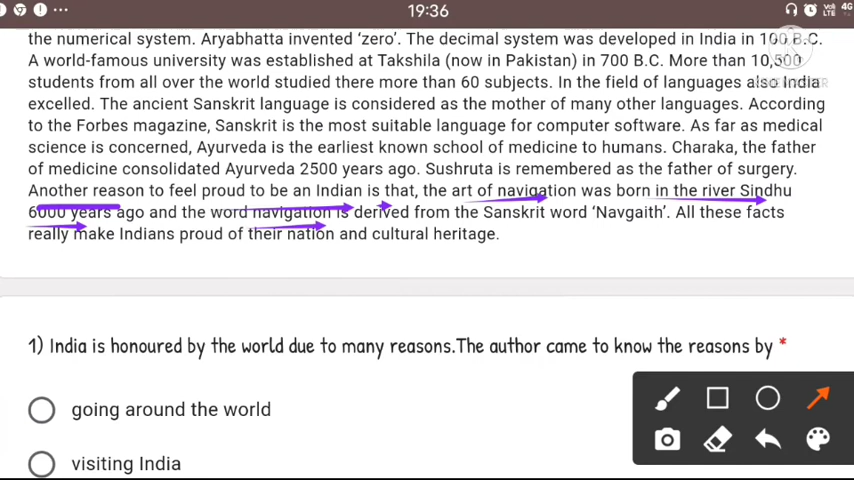 19:36
4G
Vo)
LTE
the numerical system. Aryabhatta invented ‘zero’. The decimal system was developed in India in 100 B.C.
A world-famous university was established at Takshila (now in Pakistan) in 700 B.C. More than 10,500
students from all over the world studied there more than 60 subjects. In the field of languages also India
excelled. The ancient Sanskrit language is considered as the mother of many other languages. According
to the Forbes magazine, Sanskrit is the most suitable language for computer software. As far as medical
science is concerned, Ayurveda is the earliest known school of medicine to humans. Charaka, the father
of medicine consolidated Ayurveda 2500 years ago. Sushruta is remembered as the father of surgery.
Another reason to feel proud to be an Indian is that, the art of navigation was born in the river Sindhu
6000 years ago and the word navigation is derived from the Sanskrit word ‘Navgaith’. All these facts
really make Indians proud of their nation and cultural heritage.
1) India is honoured by the world due to many reasons.The author came to know the reasons by *
going around the world
visiting India